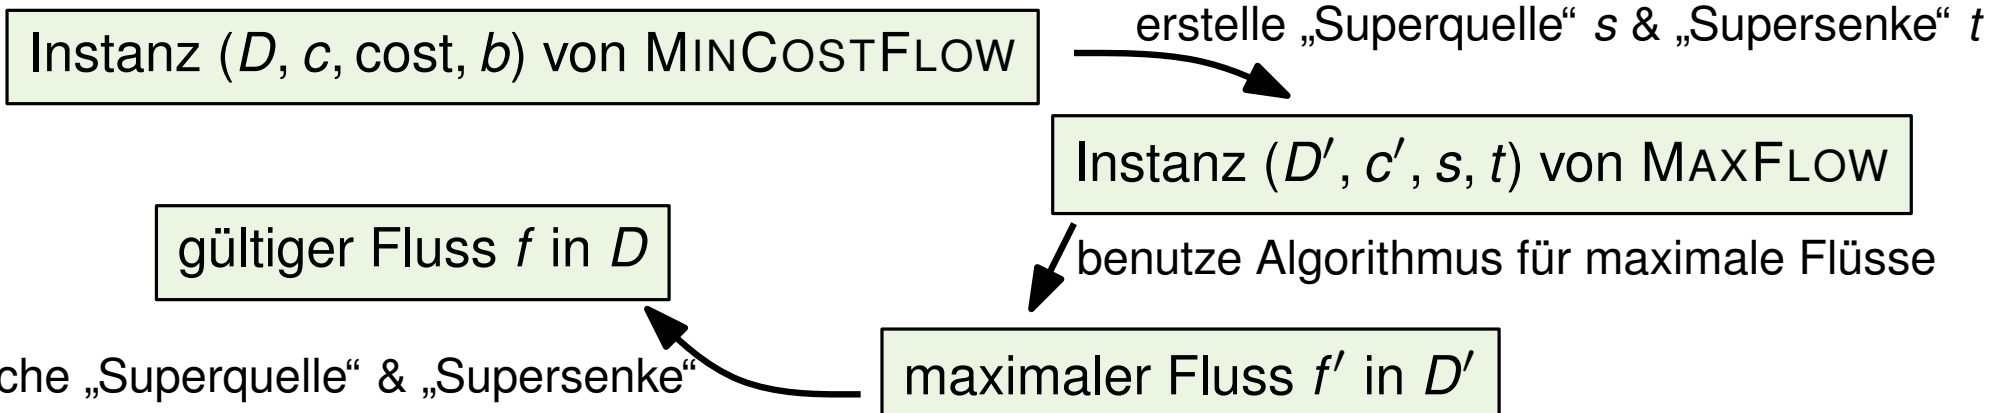 erstelle „Superquelle“ s & „Supersenke“ t
Instanz (D, c, cost, b) von MINCOSTFLOW
Instanz (D′, c′, s, t) von MAXFLOW
gültiger Fluss f in D
benutze Algorithmus für maximale Flüsse
maximaler Fluss f′ in D′
„Superquelle“ & „Supersenke“